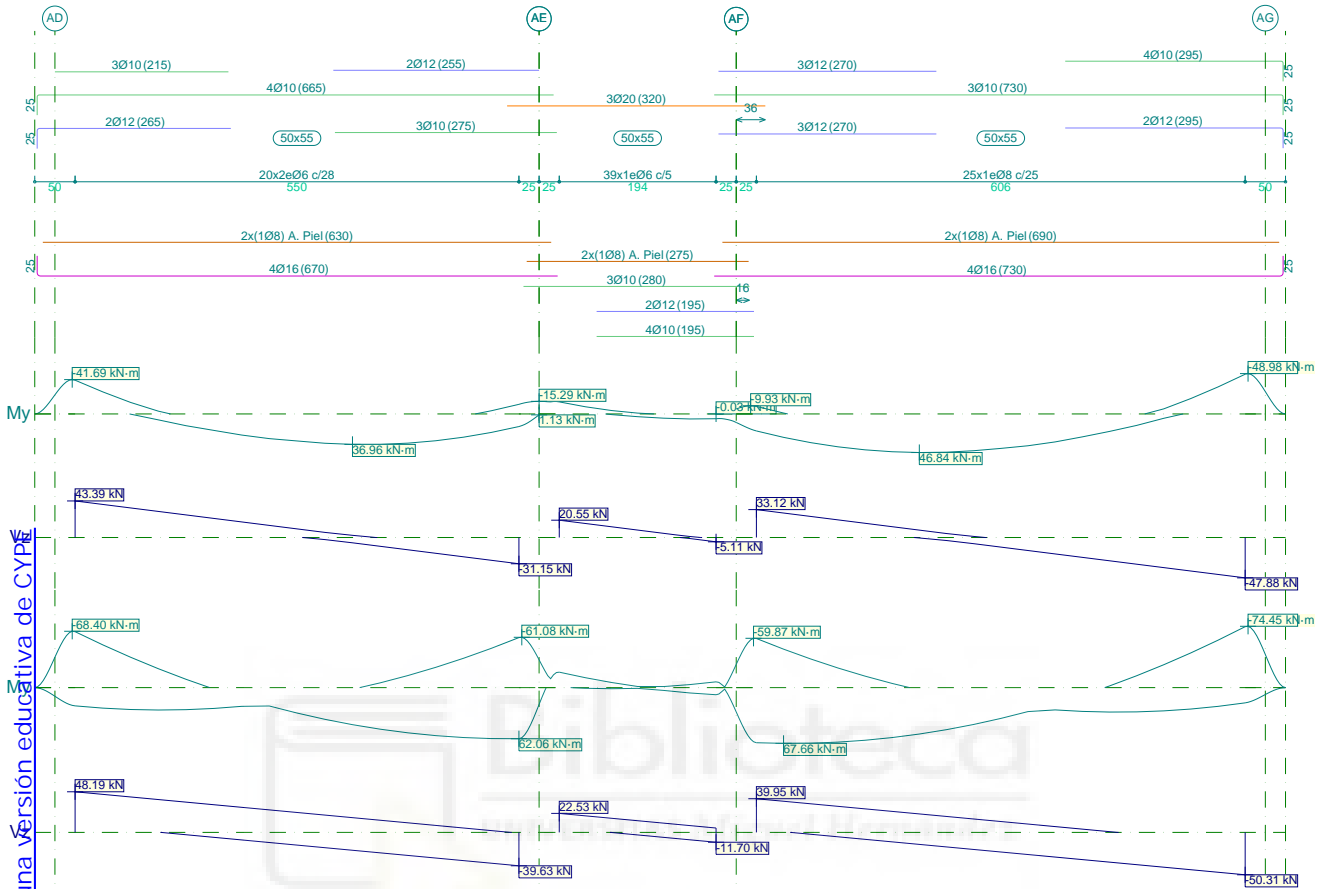 AD AE AF AG
4Ø10 (295)
3Ø10 (215) 2Ø12 (255) 3Ø12 (270) 25
4Ø10 (665) 3Ø10 (730)
25 3Ø20 (320) 25
36
2Ø12 (265) 3Ø10 (275) 3Ø12 (270) 2Ø12 (295)
25 50x55 50x55 50x55 25
20x2eØ6 c/28 39x1eØ6 c/5 25x1eØ8 c/25
50 550 25 25 194 25 25 606 50
2x(1Ø8) A. Piel (630) 2x(1Ø8) A. Piel (690)
2x(1Ø8) A. Piel (275)
25 4Ø16 (670) 4Ø16 (730) 25
3Ø10 (280)
16
2Ø12 (195)
4Ø10 (195)
-41.69 kN·m -48.98 kN·m
-15.29 kN·m -9.93 kN·m
My -0.03 kN·m
1.13 kN·m
36.96 kN·m 46.84 kN·m
43.39 kN 33.12 kN
20.55 kN
-5.11 kN
-31.15 kN -47.88 kN
-68.40 kN·m -61.08 kN·m -59.87 kN·m -74.45 kN·m
62.06 kN·m 67.66 kN·m
48.19 kN 22.53 kN 39.95 kN
-11.70 kN
-39.63 kN -50.31 kN
una versión educativa de CYPE
Biblioteca